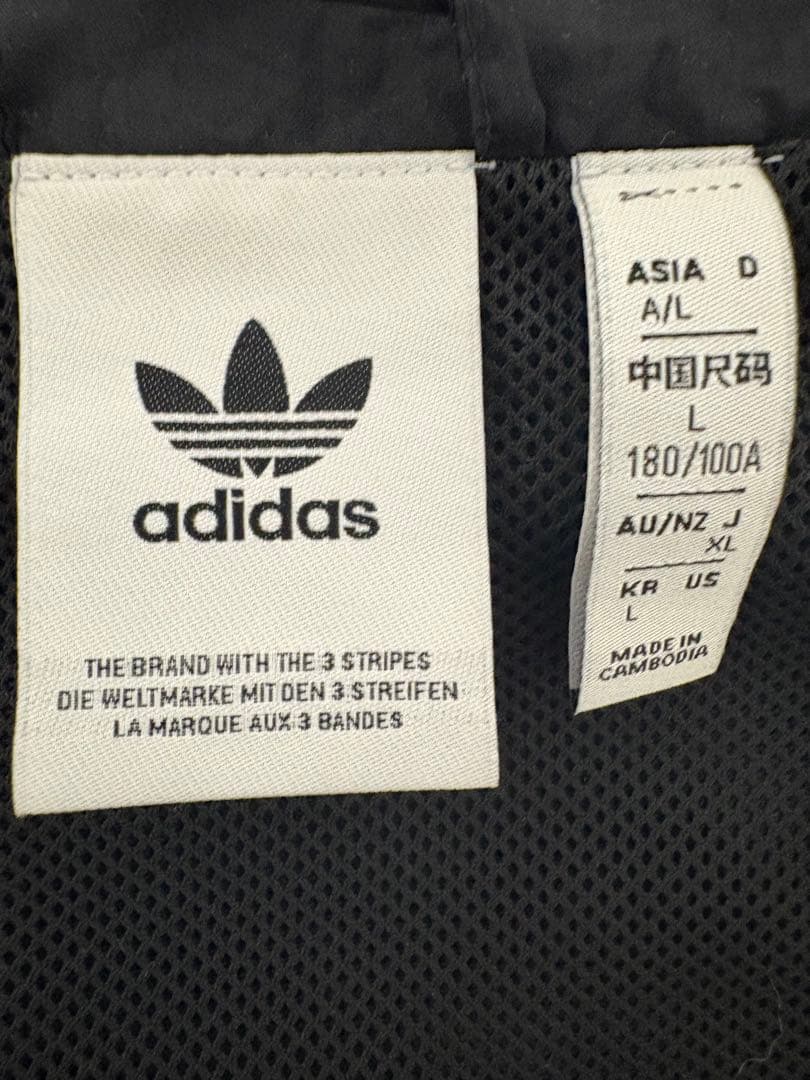 adidas
THE BRAND WITH THE 3 STRIPES
DIE WELTMARKE MIT DEN 3 STREIFEN
LA MARQUE AUX 3 BANDES
ASIA D
A/L
中国尺码
L
180/100A
AU/NZ J
XL
KR US
L
MADE IN
CAMBODIA